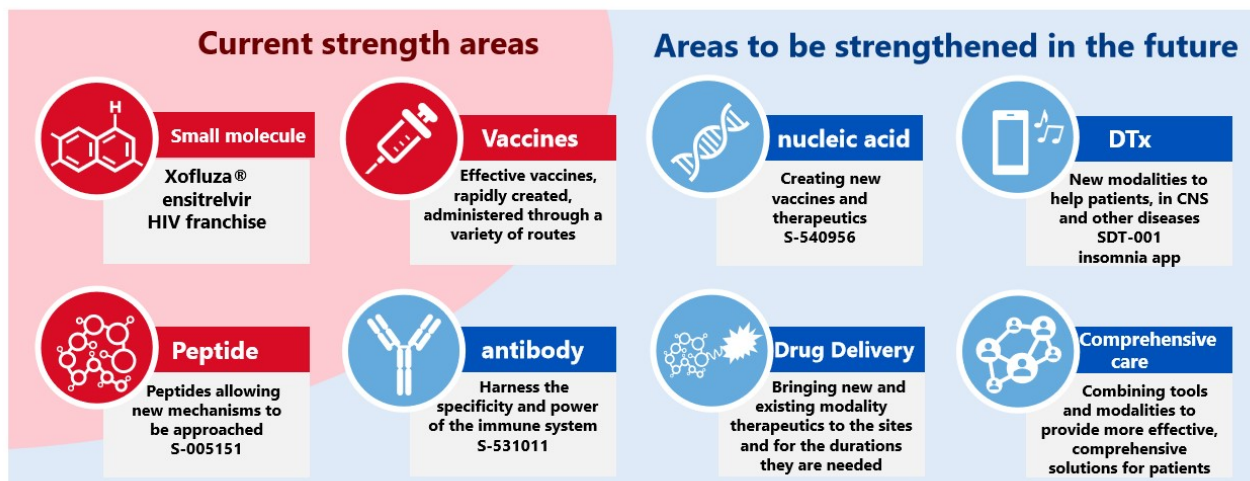 Current strength areas
Areas to be strengthened in the future
H
Small molecule
Xofluza®
ensitrelvir
HIV franchise
Vaccines
Effective vaccines,
rapidly created,
administered through a
variety of routes
nucleic acid
Creating new
vaccines and
therapeutics
S-540956
DTx
New modalities to
help patients, in CNS
and other diseases
SDT-001
insomnia app
Peptide
Peptides allowing
new mechanisms to
be approached
S-005151
antibody
Harness the
specificity and power
of the immune system
S-531011
Drug Delivery
Bringing new and
existing modality
therapeutics to the sites
and for the durations
they are needed
Comprehensive
care
Combining tools
and modalities to
provide more effective,
comprehensive
solutions for patients